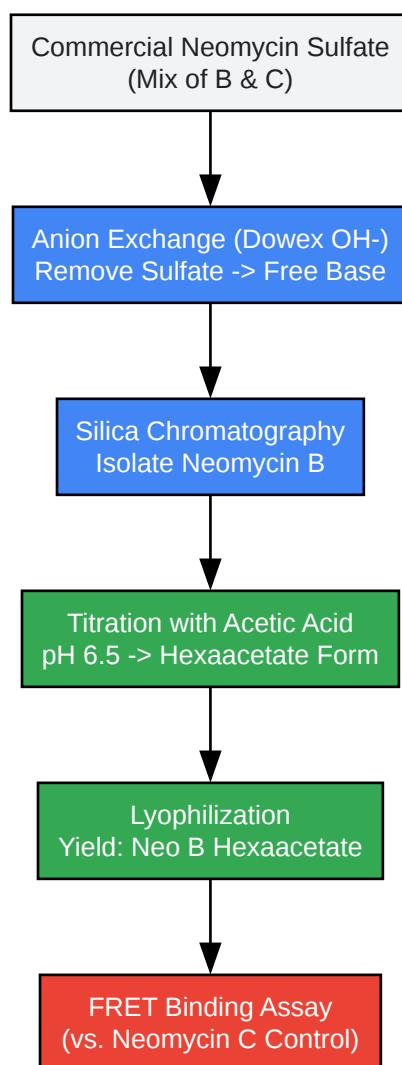 Commercial Neomycin Sulfate
(Mix of B & C)
Anion Exchange (Dowex OH-)
Remove Sulfate -> Free Base
Silica Chromatography
Isolate Neomycin B
Titration with Acetic Acid
pH 6.5 -> Hexaacetate Form
Lyophilization
Yield: Neo B Hexaacetate
FRET Binding Assay
(vs. Neomycin C Control)